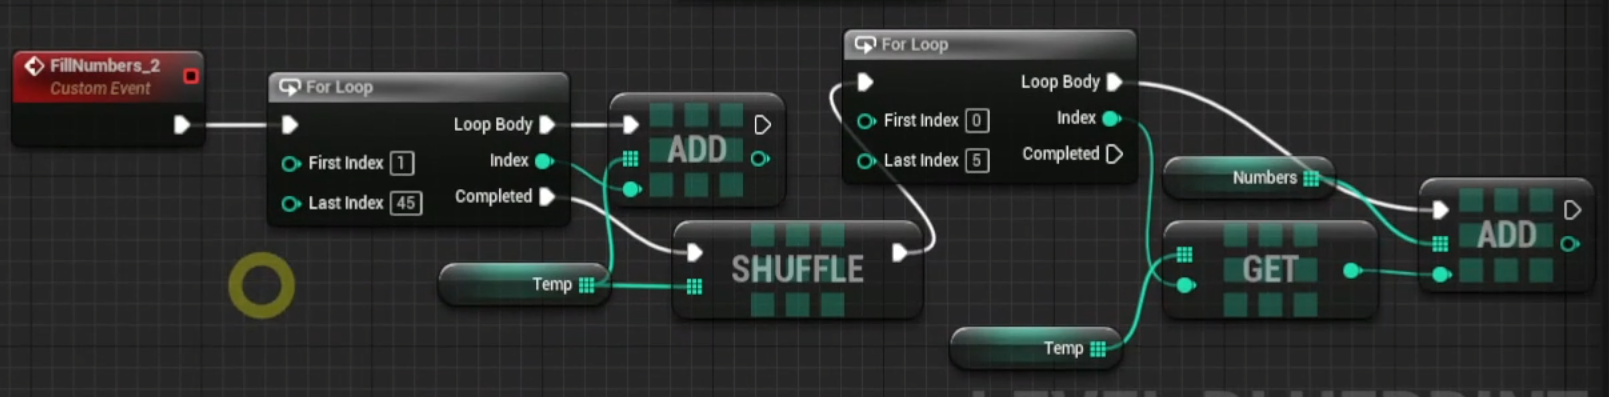 FillNumbers_2
Custom Event
For Loop
Loop Body
First Index 1
Index
Last Index 45
Completed
ADD
Temp
SHUFFLE
For Loop
Loop Body
First Index 0
Index
Last Index 5
Completed
Numbers
GET
Temp
ADD